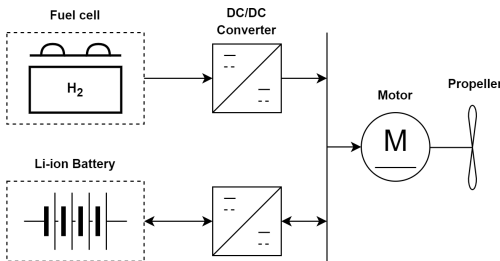 Fuel cell
DC/DC
Converter
H2
Motor
Propeller
M
Li-ion Battery